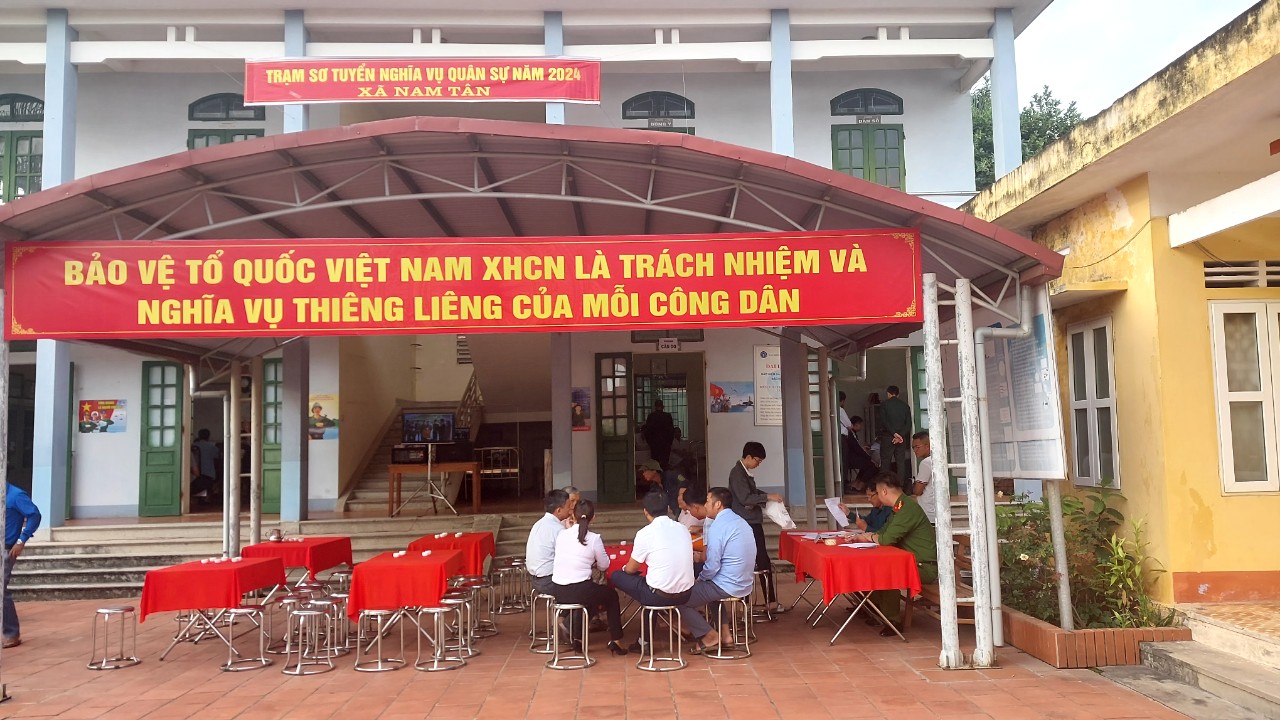 TRẠM SƠ TUYỂN NGHĨA VỤ QUÂN SỰ NĂM 2024
XÃ NAM TÂN
BẢO VỆ TỔ QUỐC VIỆT NAM XHCN LÀ TRÁCH NHIỆM VÀ
NGHĨA VỤ THIÊNG LIÊNG CỦA MỖI CÔNG DÂN